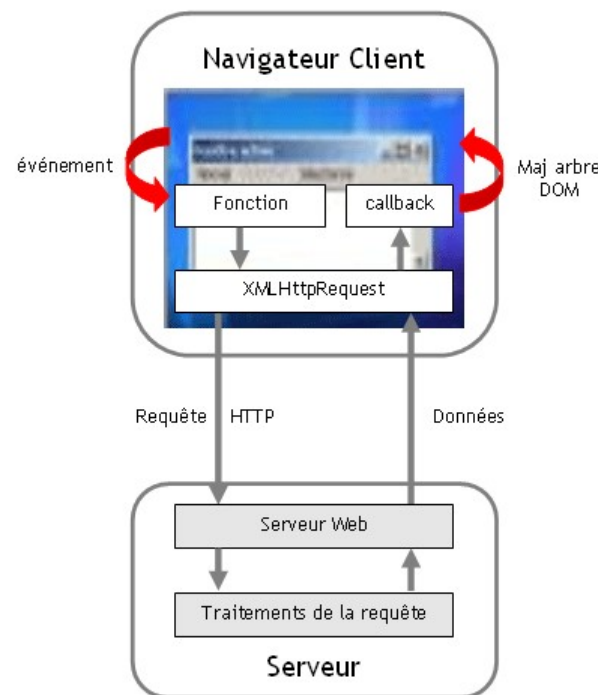 Navigateur Client
événement
Maj arbre
DOM
Fonction
callback
XMLHttpRequest
Requête
HTTP
Données
Serveur Web
Traitements de la requête
Serveur